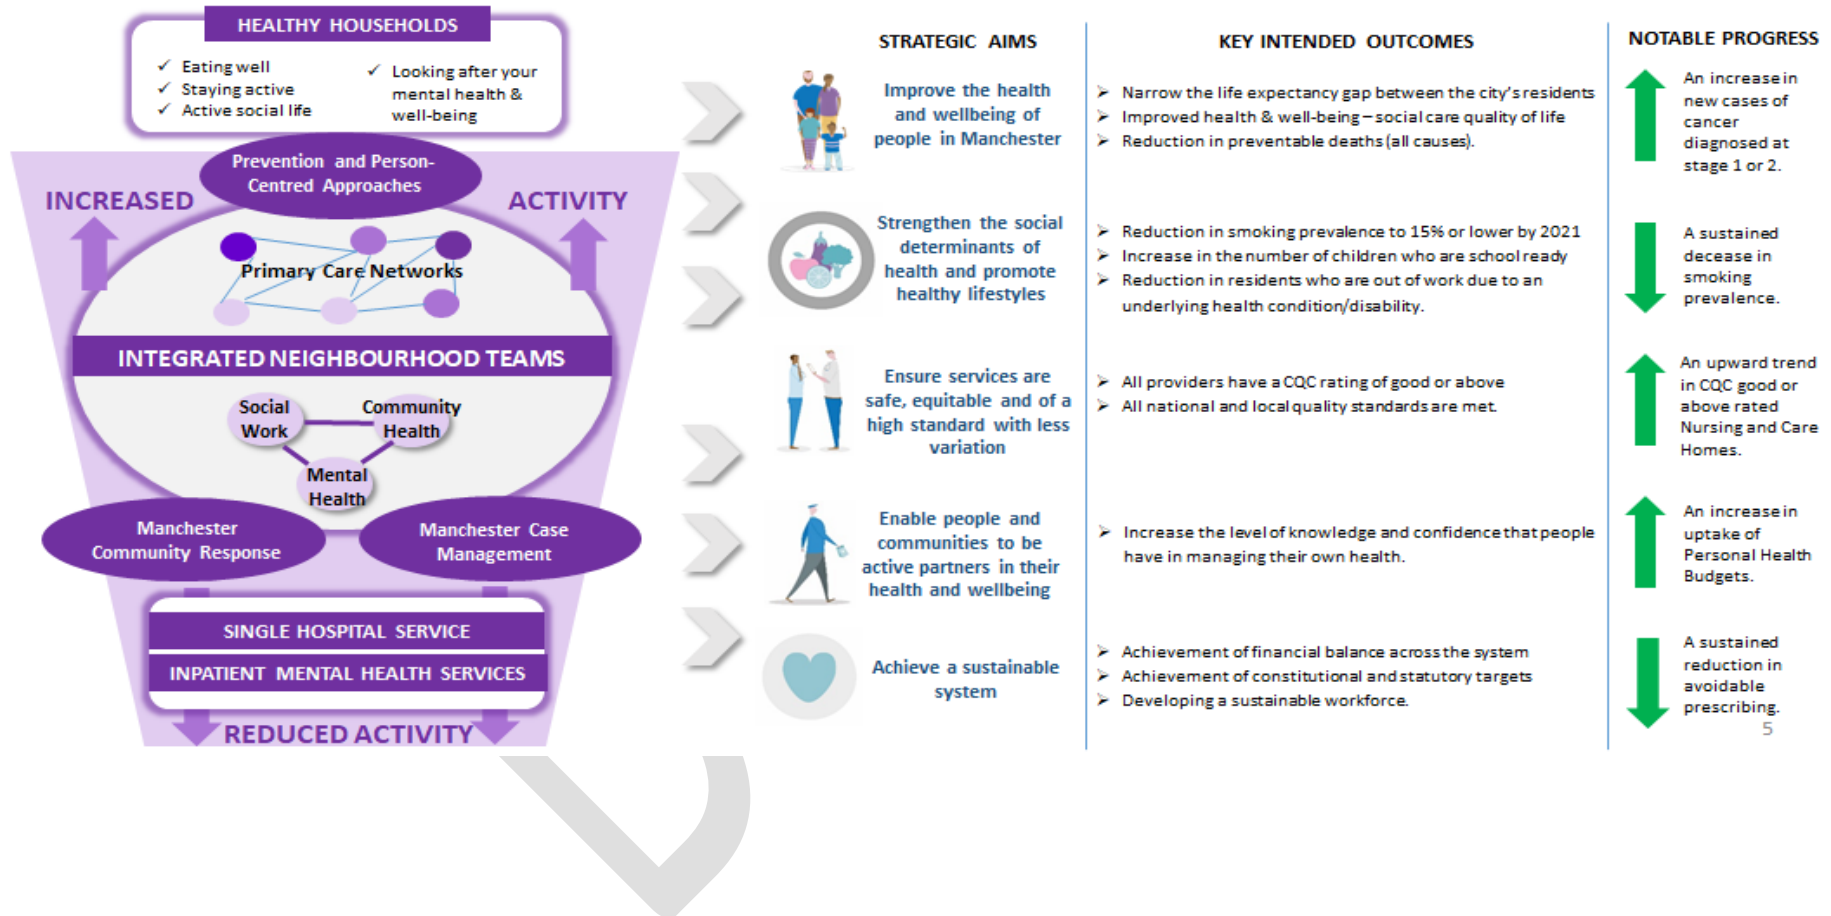 HEALTHY HOUSEHOLDS
✓ Eating well
✓ Staying active
✓ Active social life
✓ Looking after your
mental health &
well-being
Prevention and Person-
Centred Approaches
INCREASED
ACTIVITY
Primary Care Networks
INTEGRATED NEIGHBOURHOOD TEAMS
Social
Work
Community
Health
Mental
Health
Manchester
Community Response
Manchester Case
Management
SINGLE HOSPITAL SERVICE
INPATIENT MENTAL HEALTH SERVICES
REDUCED ACTIVITY
STRATEGIC AIMS
KEY INTENDED OUTCOMES
NOTABLE PROGRESS
Improve the health
and wellbeing of
people in Manchester
➢ Narrow the life expectancy gap between the city's residents
➢ Improved health & well-being – social care quality of life
➢ Reduction in preventable deaths (all causes).
An increase in
new cases of
cancer
diagnosed at
stage 1 or 2.
Strengthen the social
determinants of
health and promote
healthy lifestyles
➢ Reduction in smoking prevalence to 15% or lower by 2021
➢ Increase in the number of children who are school ready
➢ Reduction in residents who are out of work due to an
underlying health condition/disability.
A sustained
decease in
smoking
prevalence.
Ensure services are
safe, equitable and of a
high standard with less
variation
➢ All providers have a CQC rating of good or above
➢ All national and local quality standards are met.
An upward trend
in CQC good or
above rated
Nursing and Care
Homes.
Enable people and
communities to be
active partners in their
health and wellbeing
➢ Increase the level of knowledge and confidence that people
have in managing their own health.
An increase in
uptake of
Personal Health
Budgets.
Achieve a sustainable
system
➢ Achievement of financial balance across the system
➢ Achievement of constitutional and statutory targets
➢ Developing a sustainable workforce.
A sustained
reduction in
avoidable
prescribing.
5